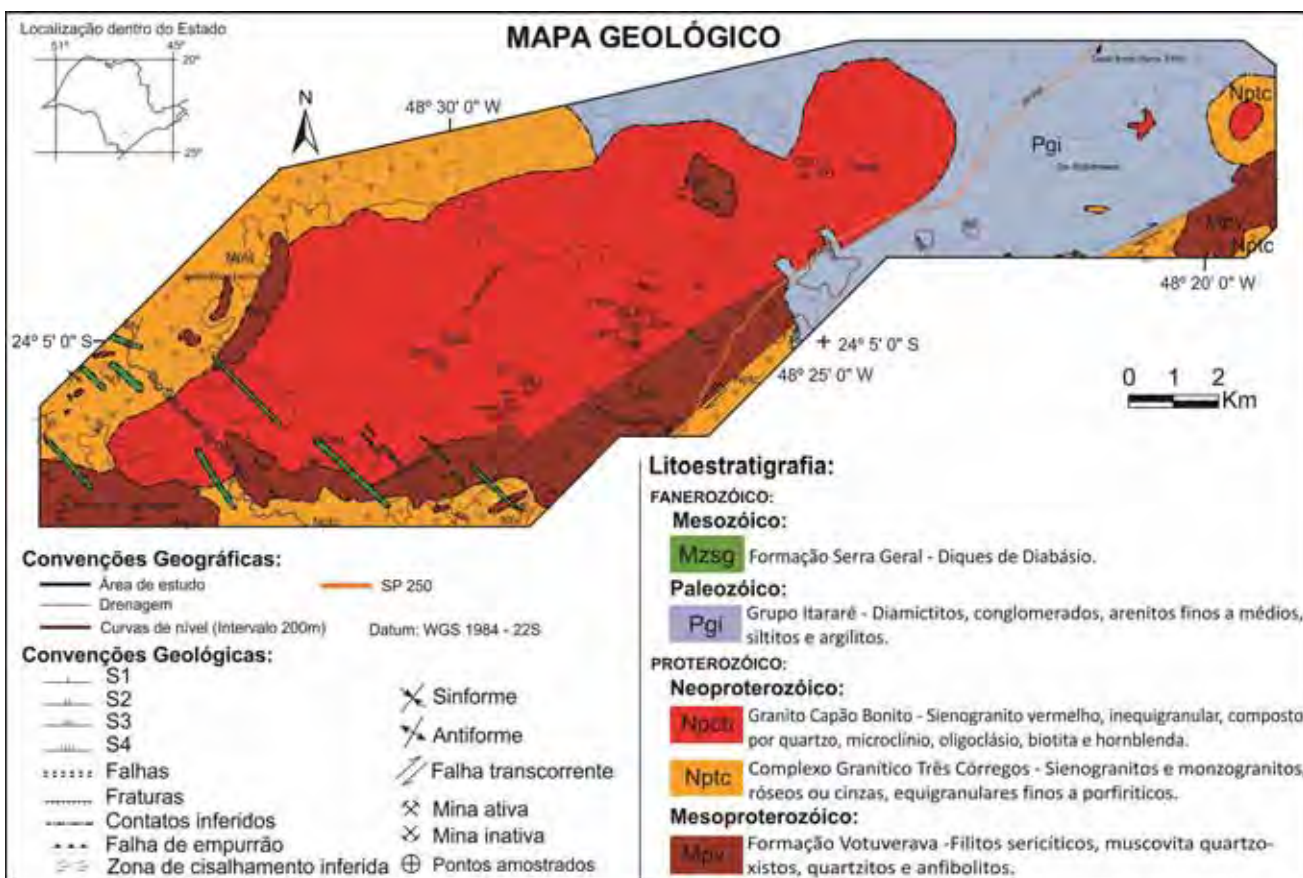 Localização dentro do Estado
51°
45°
20°
25°
MAPA GEOLÓGICO
N
48° 30' 0" W
Nptc
Pgi
Nptc
48° 20' 0" W
24° 5' 0" S
24° 5' 0" S
48° 25' 0" W
0 1 2
Km
Convenções Geográficas:
Área de estudo
SP 250
Drenagem
Curvas de nível (Intervalo 200m)
Datum: WGS 1984 - 22S
Convenções Geológicas:
S1
S2
S3
S4
Falhas
Fraturas
Contatos inferidos
Falha de empurrão
Zona de cisalhamento inferida
Sinforme
Antiforme
Falha transcorrente
Mina ativa
Mina inativa
Pontos amostrados
Litoestratigrafia:
FANEROZÓICO:
Mesozóico:
Mzsg Formação Serra Geral - Diques de Diabásio.
Paleozóico:
Pgi Grupo Itararé - Diamictitos, conglomerados, arenitos finos a médios,
siltitos e argilitos.
PROTEROZÓICO:
Neoproterozóico:
Npcb Granito Capão Bonito - Sienogranito vermelho, inequigranular, composto
por quartzo, microclínio, oligoclásio, biotita e hornblenda.
Nptc Complexo Granítico Três Córregos - Sienogranitos e monzogranitos,
róseos ou cinzas, equigranulares finos a porfiríticos.
Mesoproterozóico:
Mpv Formação Votuverava -Filitos sericíticos, muscovita quartzo-
xistos, quartzitos e anfibolitos.